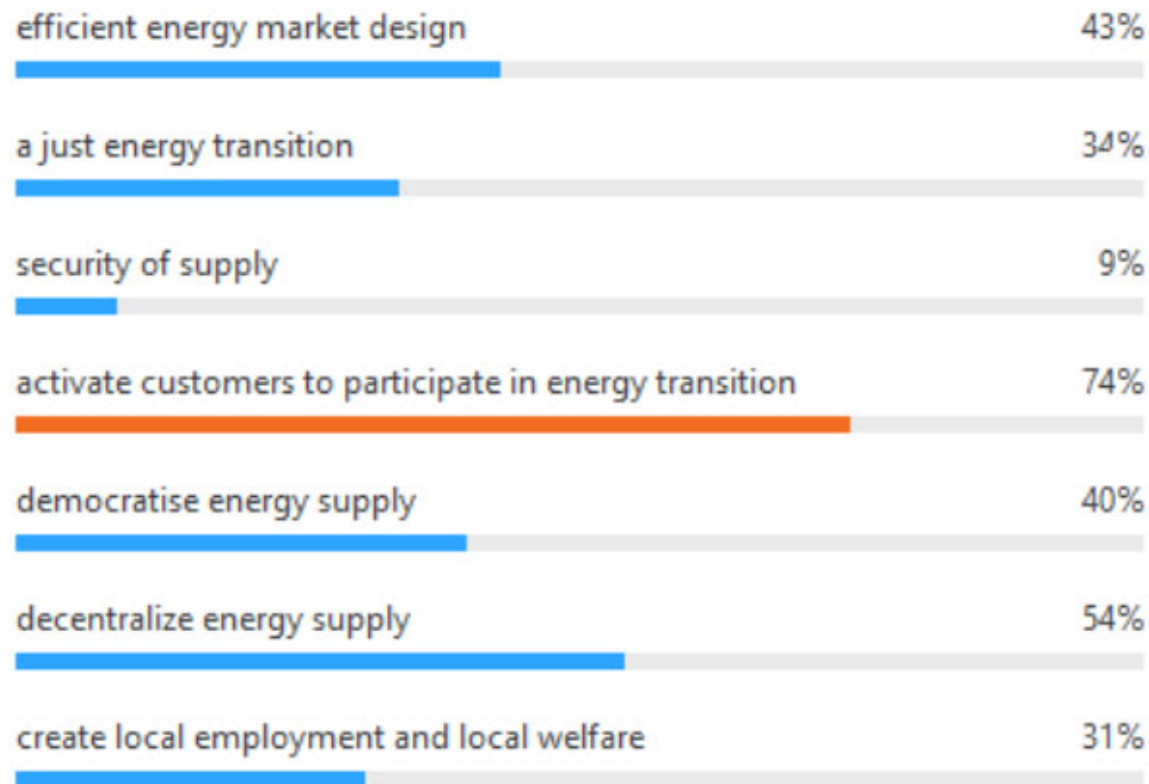 efficient energy market design 43%
a just energy transition 34%
security of supply 9%
activate customers to participate in energy transition 74%
democratise energy supply 40%
decentralize energy supply 54%
create local employment and local welfare 31%